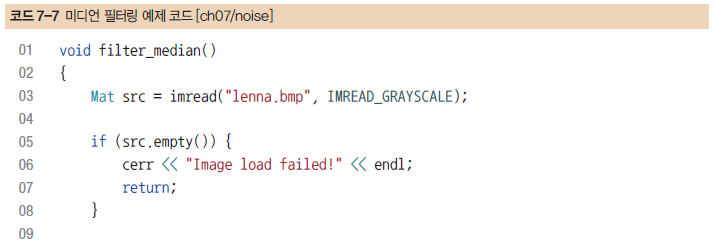 코드 7-7 미디언 필터링 예제 코드 [ch07/noise]
01 void filter_median()
02 {
03     Mat src = imread("lenna.bmp", IMREAD_GRAYSCALE);
04
05     if (src.empty()) {
06         cerr << "Image load failed!" << endl;
07         return;
08     }
09